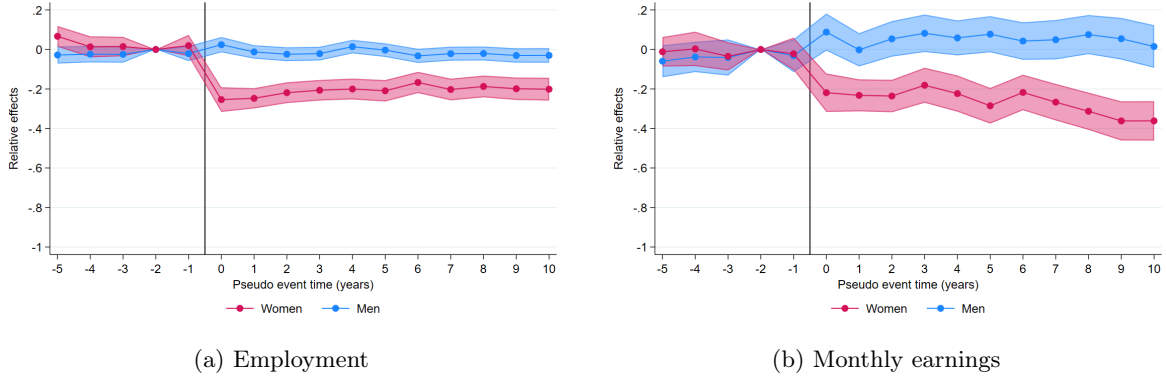 .2
0
-.2
-.4
-.6
-.8
-1
Relative effects
-5 -4 -3 -2 -1 0 1 2 3 4 5 6 7 8 9 10
Pseudo event time (years)
Women Men
(a) Employment
.2
0
-.2
-.4
-.6
-.8
-1
Relative effects
-5 -4 -3 -2 -1 0 1 2 3 4 5 6 7 8 9 10
Pseudo event time (years)
Women Men
(b) Monthly earnings